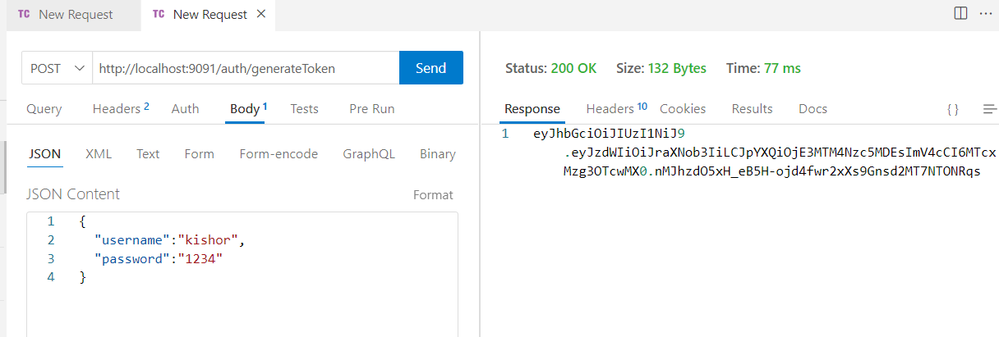 TC New Request TC New Request ×
POST http://localhost:9091/auth/generateToken Send
Query Headers 2 Auth Body 1 Tests Pre Run
JSON XML Text Form Form-encode GraphQL Binary
JSON Content Format
1 {
2 "username":"kishor",
3 "password":"1234"
4 }
Status: 200 OK Size: 132 Bytes Time: 77 ms
Response Headers 10 Cookies Results Docs { }
1 eyJhbGciOiJIUzI1NiJ9
.eyJzdWIiOiJraXNob3IiLCJpYXQiOjE3MTM4Nzc5MDEsImV4cCI6MTcx
Mzg3OTcwMX0.nMJhzdO5xH_eB5H-ojd4fwr2xXs9Gnsd2MT7NTONRqs